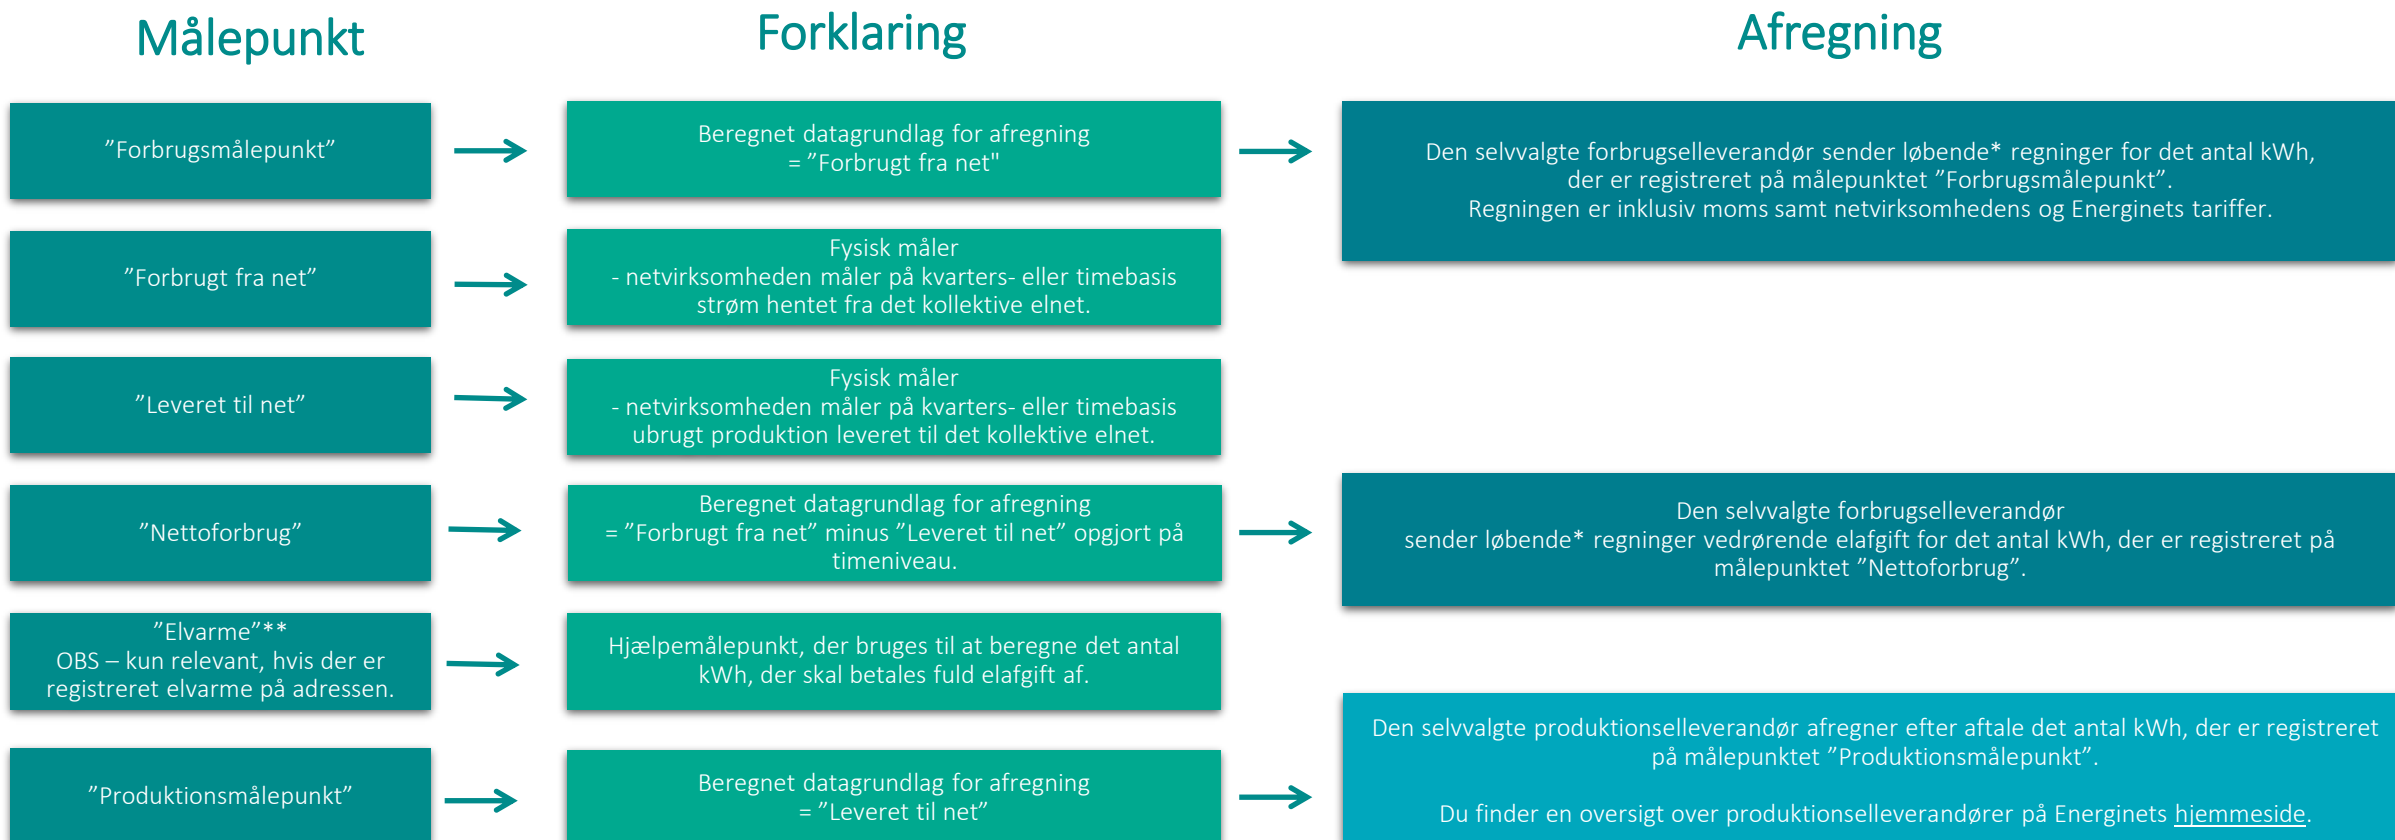 Målepunkt
Forklaring
Afregning
”Forbrugsmålepunkt”
Beregnet datagrundlag for afregning
= ”Forbrugt fra net"
Den selvvalgte forbrugselleverandør sender løbende* regninger for det antal kWh,
der er registreret på målepunktet ”Forbrugsmålepunkt”.
Regningen er inklusiv moms samt netvirksomhedens og Energinets tariffer.
”Forbrugt fra net”
Fysisk måler
- netvirksomheden måler på kvarters- eller timebasis
strøm hentet fra det kollektive elnet.
”Leveret til net”
Fysisk måler
- netvirksomheden måler på kvarters- eller timebasis
ubrugt produktion leveret til det kollektive elnet.
”Nettoforbrug”
Beregnet datagrundlag for afregning
= ”Forbrugt fra net” minus ”Leveret til net” opgjort på
timeniveau.
Den selvvalgte forbrugselleverandør
sender løbende* regninger vedrørende elafgift for det antal kWh, der er registreret på
målepunktet ”Nettoforbrug”.
”Elvarme”**
OBS – kun relevant, hvis der er
registreret elvarme på adressen.
Hjælpemålepunkt, der bruges til at beregne det antal
kWh, der skal betales fuld elafgift af.
”Produktionsmålepunkt”
Beregnet datagrundlag for afregning
= ”Leveret til net”
Den selvvalgte produktionselleverandør afregner efter aftale det antal kWh, der er registreret
på målepunktet ”Produktionsmålepunkt”.
Du finder en oversigt over produktionselleverandører på Energinets hjemmeside.